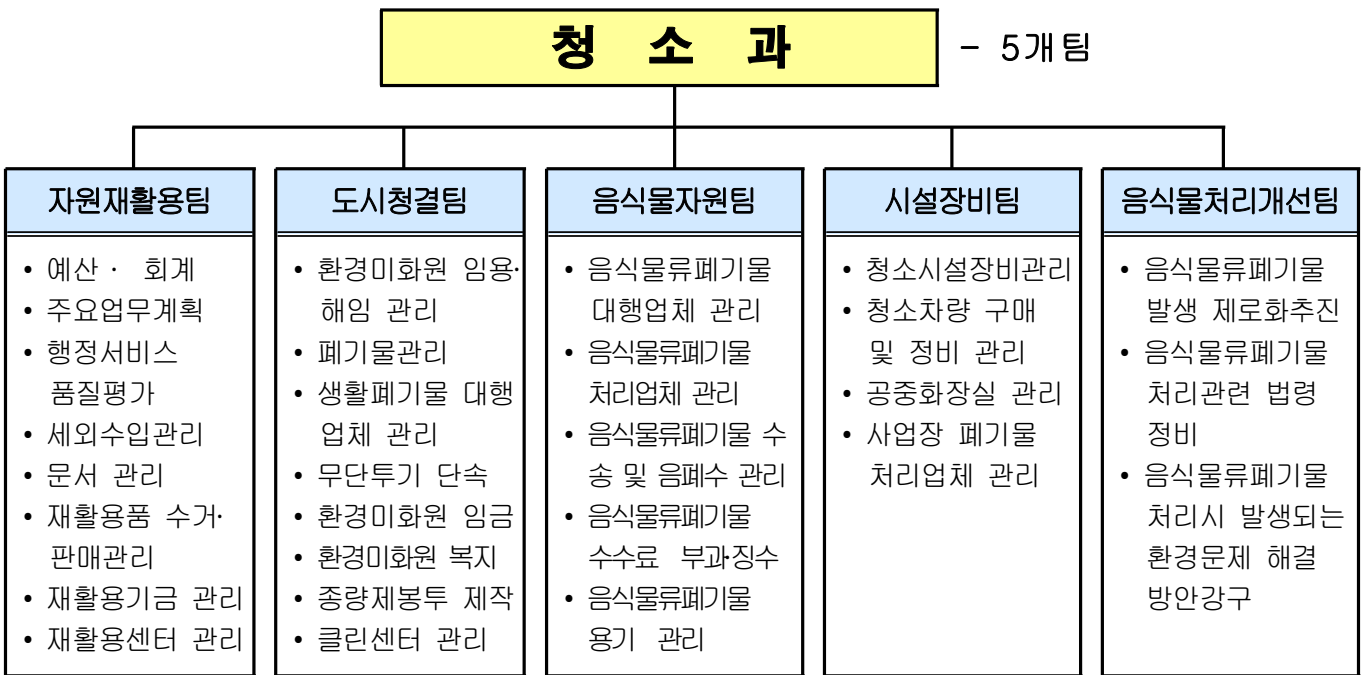 청 소 과
- 5개팀
자원재활용팀
• 예산 · 회계
• 주요업무계획
• 행정서비스
품질평가
• 세외수입관리
• 문서 관리
• 재활용품 수거·
판매관리
• 재활용기금 관리
• 재활용센터 관리
도시청결팀
• 환경미화원 임용·
해임 관리
• 폐기물관리
• 생활폐기물 대행
업체 관리
• 무단투기 단속
• 환경미화원 임금
• 환경미화원 복지
• 종량제봉투 제작
• 클린센터 관리
음식물자원팀
• 음식물류폐기물
대행업체 관리
• 음식물류폐기물
처리업체 관리
• 음식물류폐기물 수
송 및 음폐수 관리
• 음식물류폐기물
수수료 부과·징수
• 음식물류폐기물
용기 관리
시설장비팀
• 청소시설장비관리
• 청소차량 구매
및 정비 관리
• 공중화장실 관리
• 사업장 폐기물
처리업체 관리
음식물처리개선팀
• 음식물류폐기물
발생 제로화추진
• 음식물류폐기물
처리관련 법령
정비
• 음식물류폐기물
처리시 발생되는
환경문제 해결
방안강구